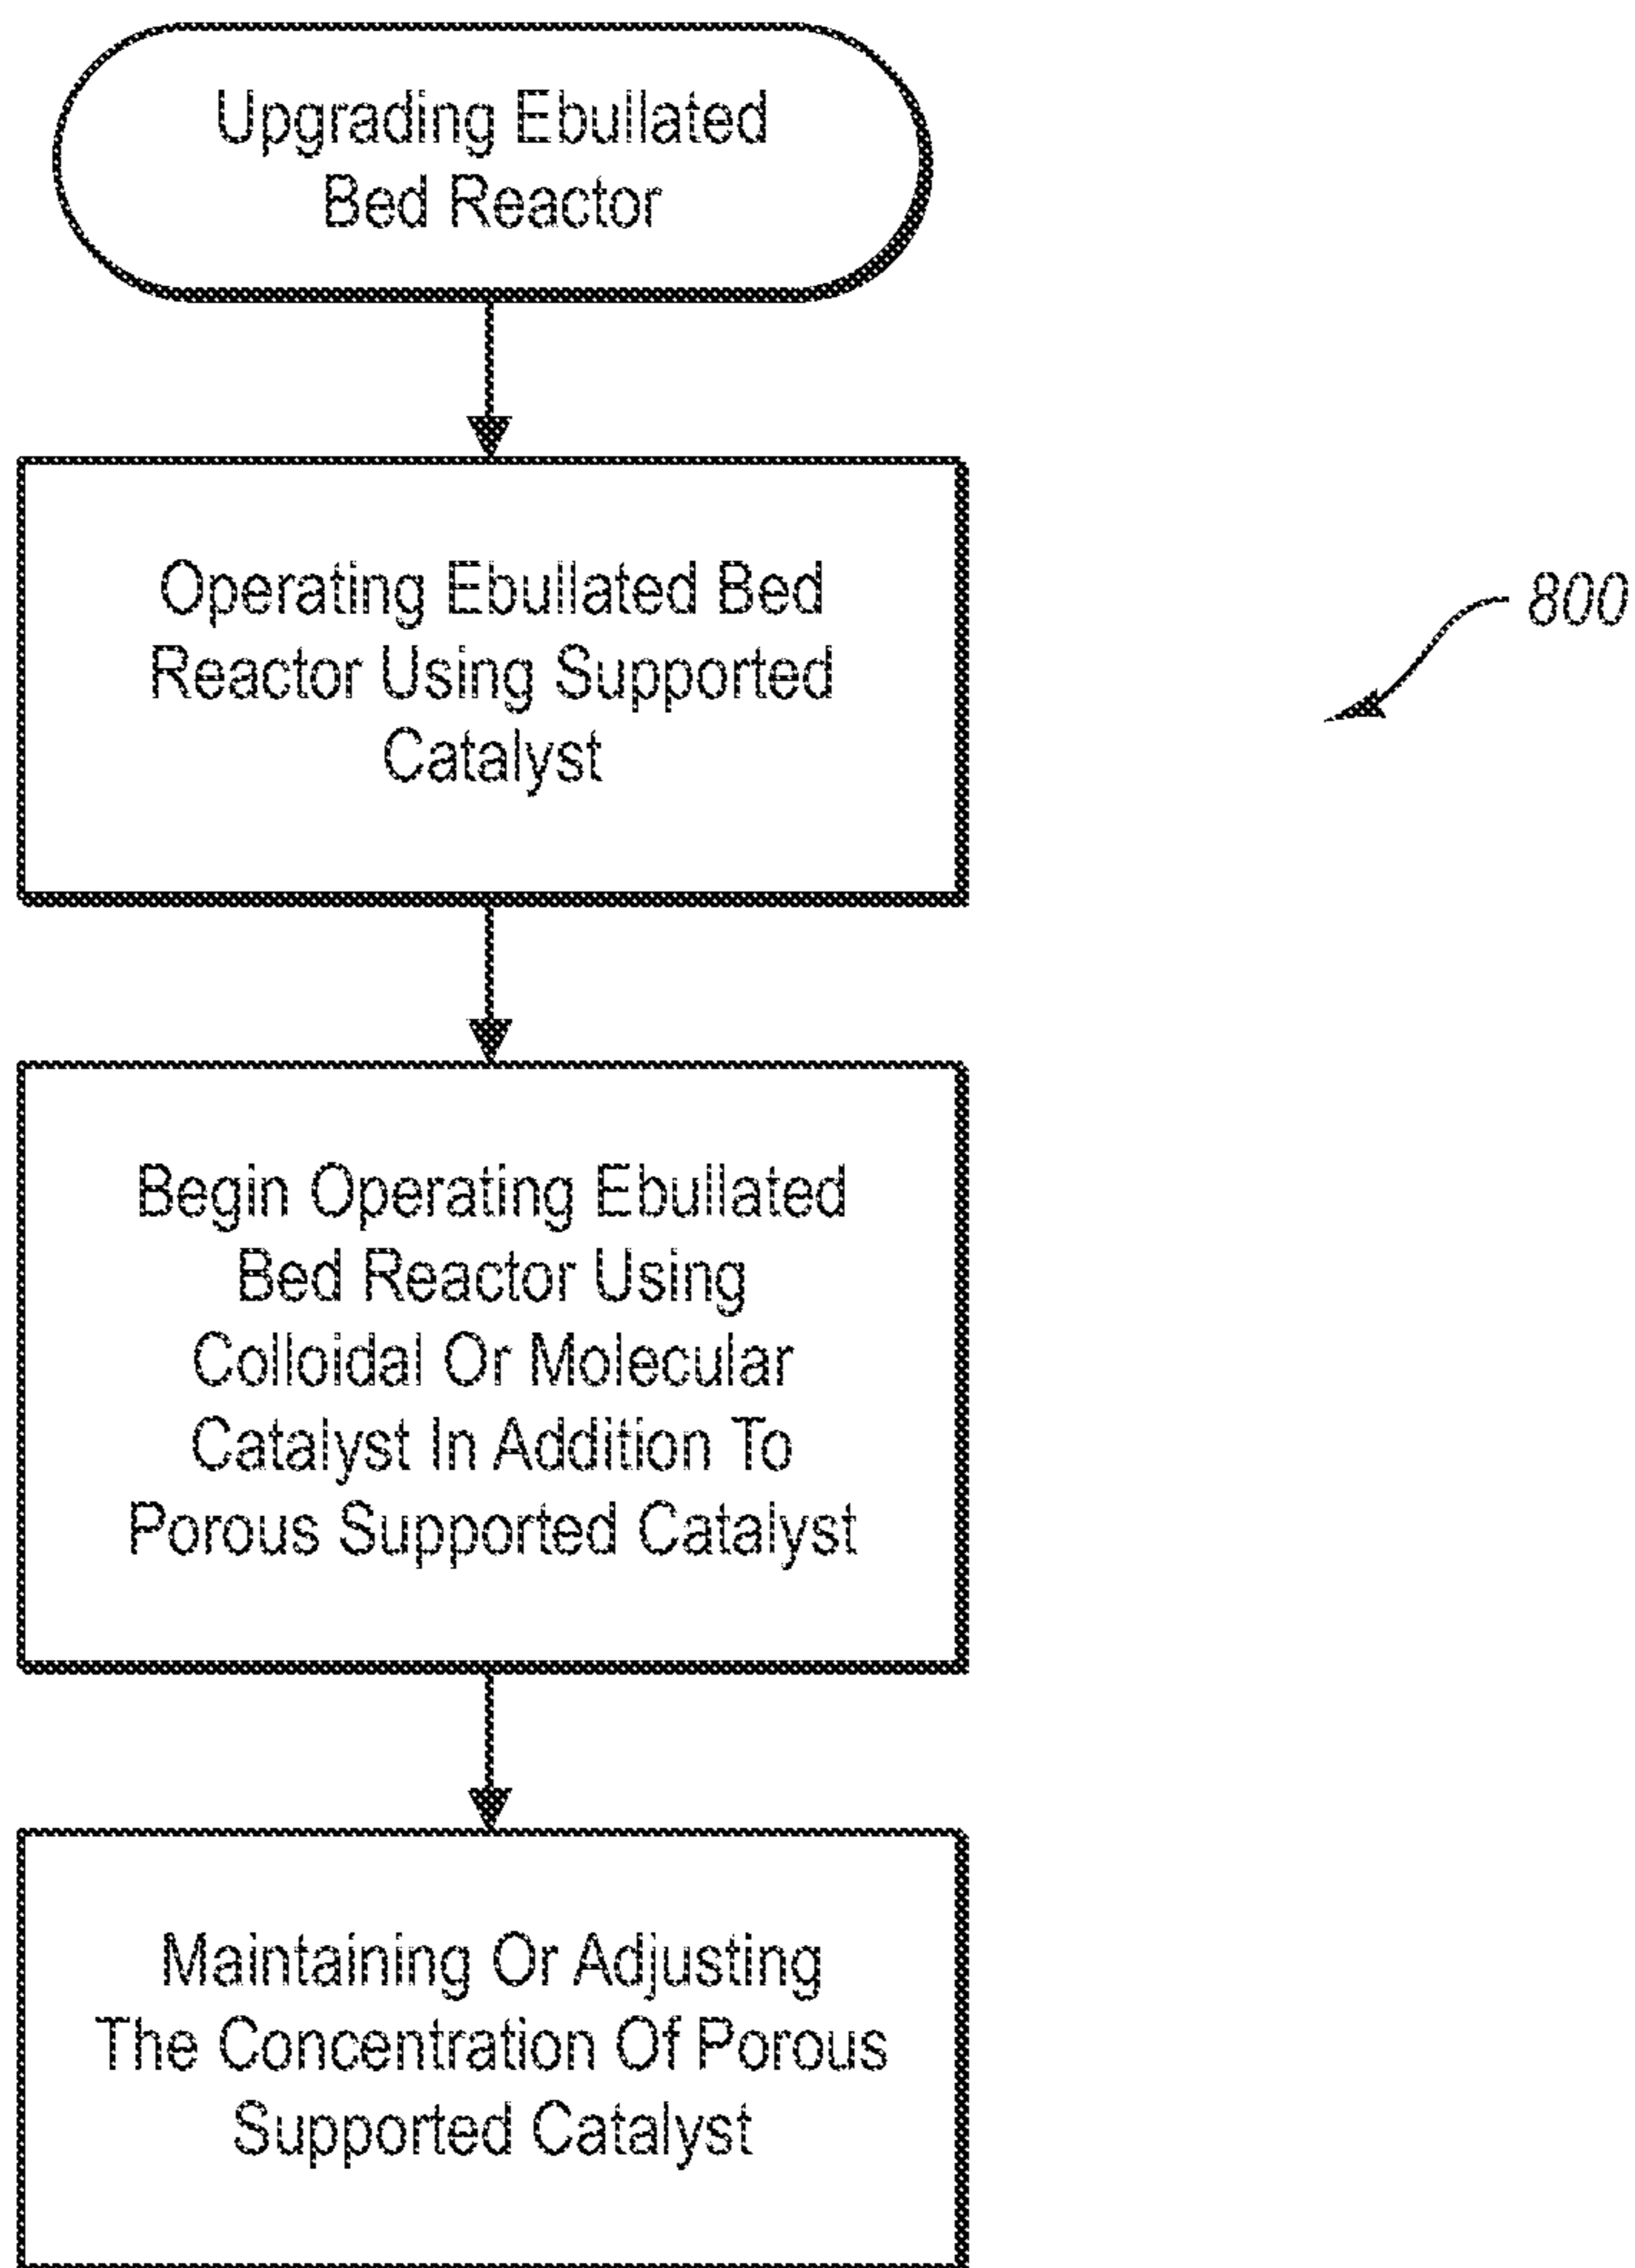 Upgrading Ebullated
Bed Reactor
Operating Ebullated Bed
Reactor Using Supported
Catalyst
800
Begin Operating Ebullated
Bed Reactor Using
Colloidal Or Molecular
Catalyst In Addition To
Porous Supported Catalyst
Maintaining Or Adjusting
The Concentration Of Porous
Supported Catalyst